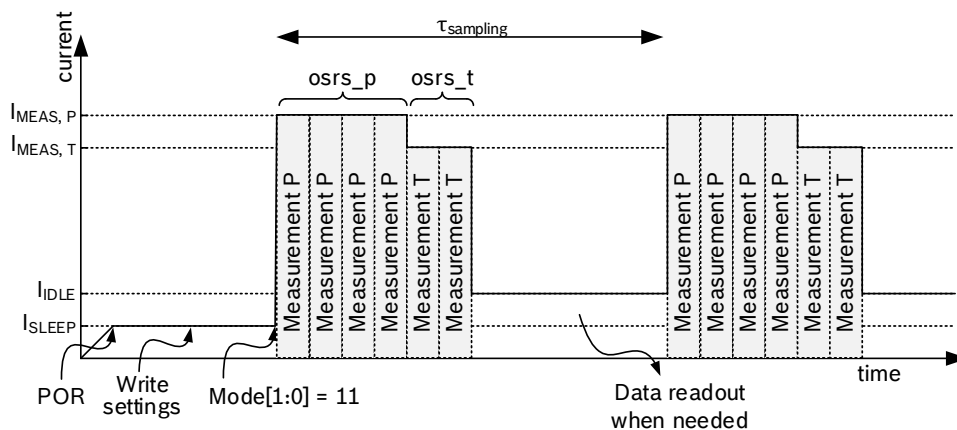 τsampling
current
osrs_p
osrs_t
IMEAS, P
IMEAS, T
Measurement P
Measurement P
Measurement P
Measurement P
Measurement T
Measurement T
Measurement P
Measurement P
Measurement P
Measurement P
Measurement T
Measurement T
IIDLE
ISLEEP
time
POR
Write
settings
Mode[1:0] = 11
Data readout
when needed